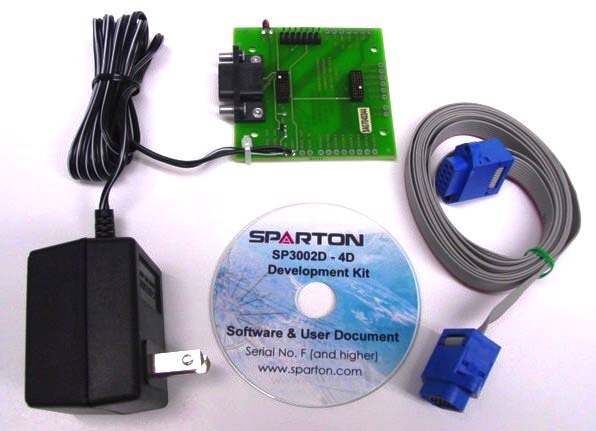 SPARTON
SP3002D - 4D
Development Kit
Software & User Document
Serial No. F (and higher)
www.sparton.com